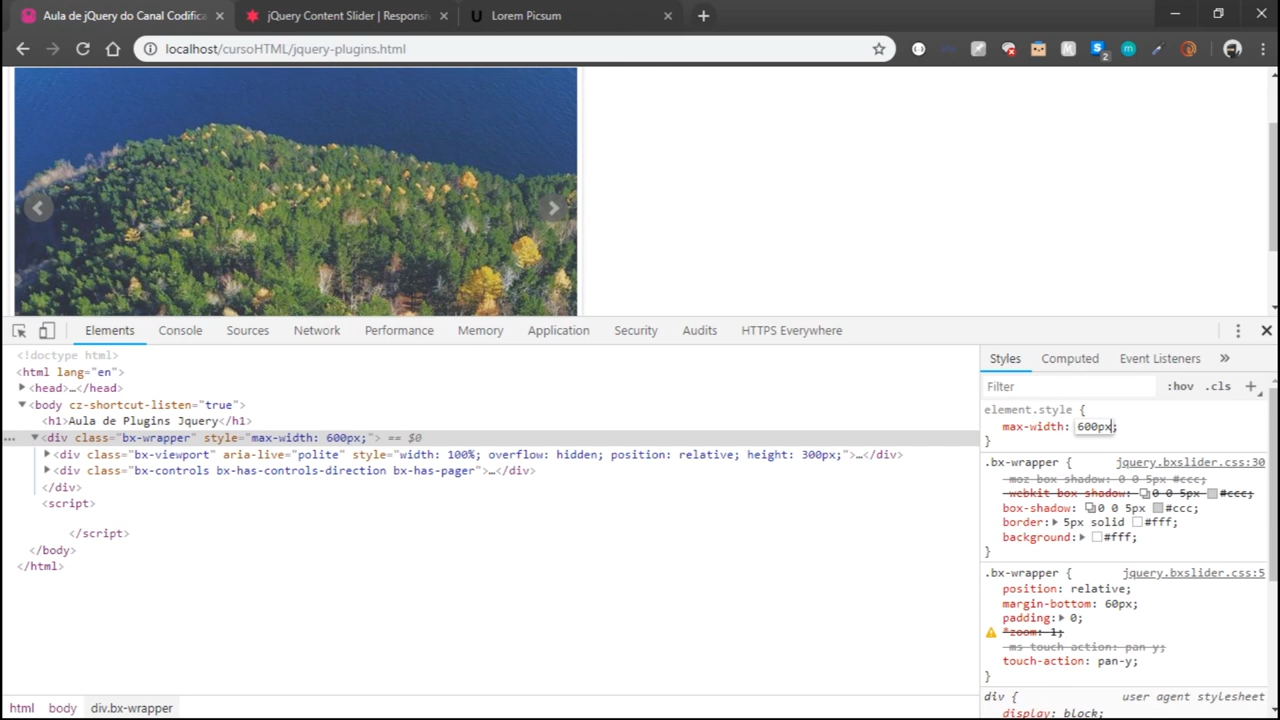 Aula de jQuery do Canal Codifica
jQuery Content Slider | Responsi
Lorem Picsum
localhost/cursoHTML/jquery-plugins.html
2
Elements Console Sources Network Performance Memory Application Security Audits HTTPS Everywhere
<!doctype html>
<html lang="en">
<head>…</head>
<body cz-shortcut-listen="true">
<h1>Aula de Plugins Jquery</h1>
… <div class="bx-wrapper" style="max-width: 600px;"> == $0
<div class="bx-viewport" aria-live="polite" style="width: 100%; overflow: hidden; position: relative; height: 300px;">…</div>
<div class="bx-controls bx-has-controls-direction bx-has-pager">…</div>
</div>
<script>
</script>
</body>
</html>
html body div.bx-wrapper
Styles Computed Event Listeners »
Filter :hov .cls +
element.style {
max-width: 600px;
}
.bx-wrapper { jquery.bxslider.css:30
-moz-box-shadow: 0 0 5px #ccc;
-webkit-box-shadow: 0 0 5px #ccc;
box-shadow: 0 0 5px #ccc;
border: 5px solid #fff;
background: #fff;
}
.bx-wrapper { jquery.bxslider.css:5
position: relative;
margin-bottom: 60px;
padding: 0;
*zoom: 1;
-ms-touch-action: pan-y;
touch-action: pan-y;
}
div { user agent stylesheet
display: block;